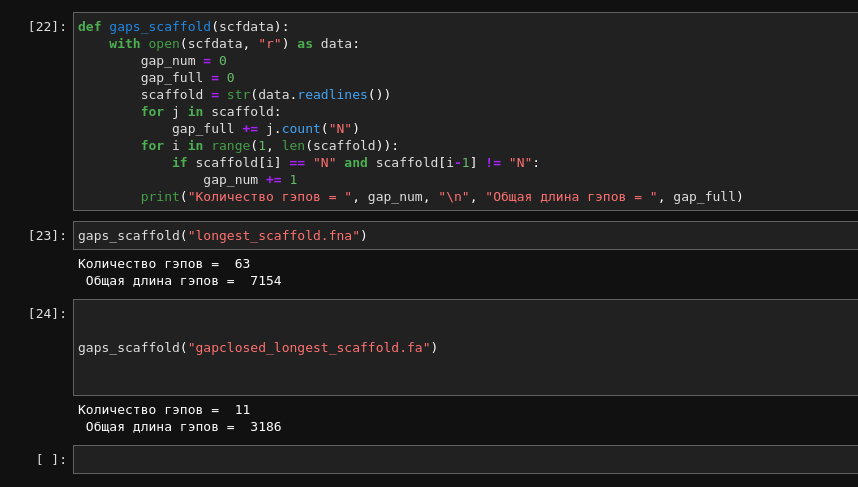 [22]: def gaps_scaffold(scfdata):
    with open(scfdata, "r") as data:
        gap_num = 0
        gap_full = 0
        scaffold = str(data.readlines())
        for j in scaffold:
            gap_full += j.count("N")
        for i in range(1, len(scaffold)):
            if scaffold[i] == "N" and scaffold[i-1] != "N":
                gap_num += 1
        print("Количество гэпов = ", gap_num, "\n", "Общая длина гэпов = ", gap_full)
[23]: gaps_scaffold("longest_scaffold.fna")
Количество гэпов =  63
 Общая длина гэпов =  7154
[24]:
gaps_scaffold("gapclosed_longest_scaffold.fa")
Количество гэпов =  11
 Общая длина гэпов =  3186
[ ]: